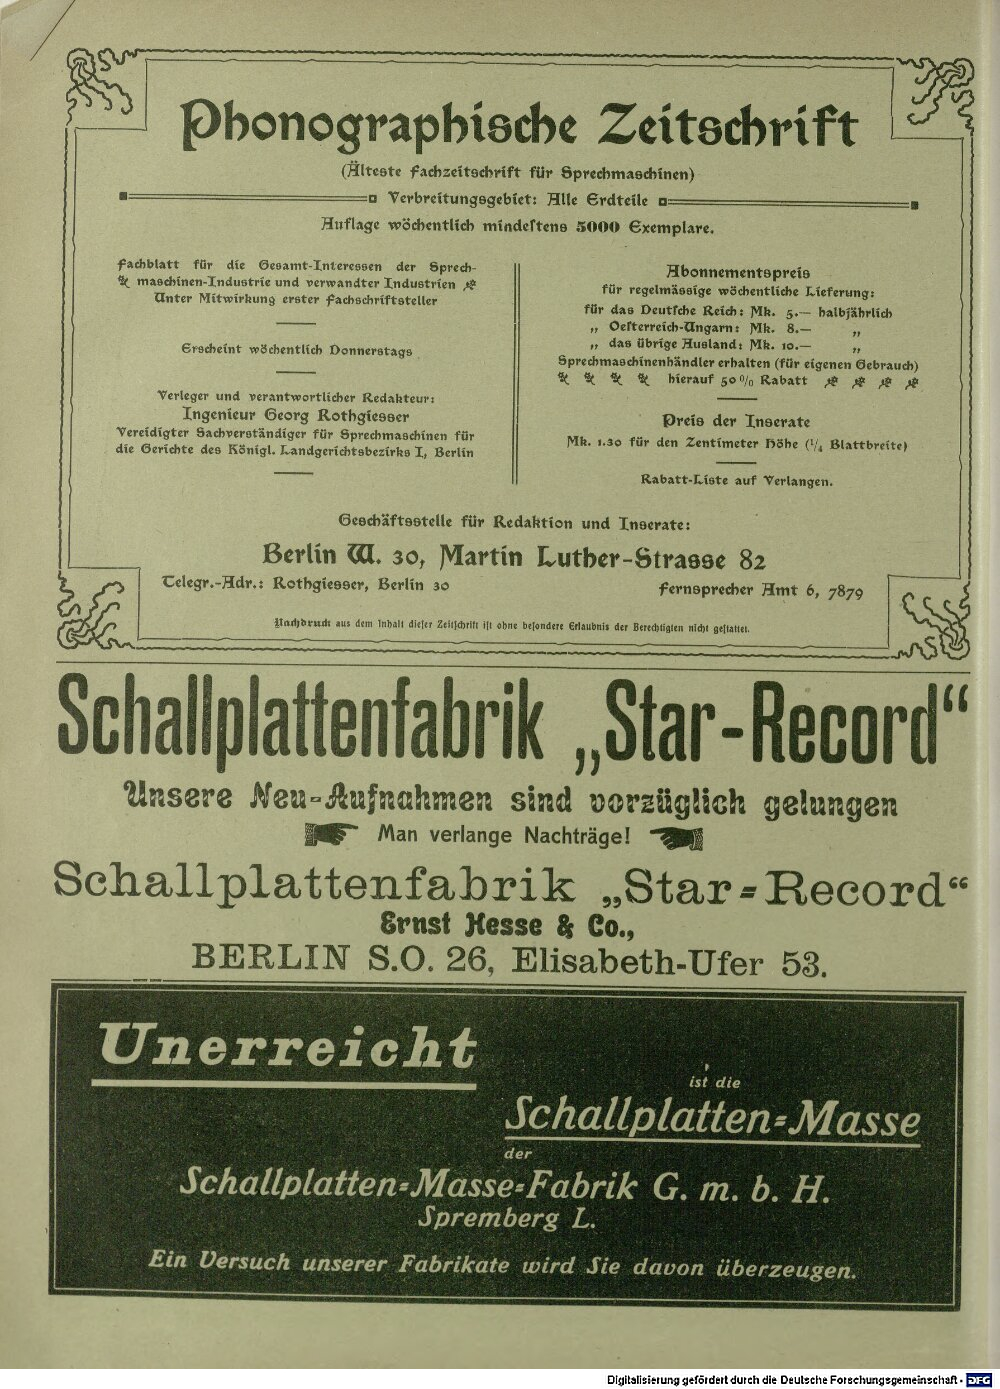 Phonographische Zeitschrift
(Älteste Fachzeitschrift für Sprechmaschinen)
Verbreitungsgebiet: Alle Erdteile
Auflage wöchentlich mindestens 5000 Exemplare.
Fachblatt für die Gesamt-Interessen der Sprech-
maschinen-Industrie und verwandter Industrien
Unter Mitwirkung erster Fachschriftsteller
Erscheint wöchentlich Donnerstags
Verleger und verantwortlicher Redakteur:
Ingenieur Georg Rothgiesser
Vereidigter Sachverständiger für Sprechmaschinen für
die Gerichte des Königl. Landgerichtsbezirks I, Berlin
Abonnementspreis
für regelmässige wöchentliche Lieferung:
für das Deutsche Reich: Mk. 5.— halbjährlich
„ Oesterreich-Ungarn: Mk. 8.— „
„ das übrige Ausland: Mk. 10.— „
Sprechmaschinenhändler erhalten (für eigenen Gebrauch)
hierauf 50% Rabatt
Preis der Inserate
Mk. 1.30 für den Zentimeter Höhe (¼ Blattbreite)
Rabatt-Liste auf Verlangen.
Geschäftsstelle für Redaktion und Inserate:
Berlin W. 30, Martin Luther-Strasse 82
Telegr.-Adr.: Rothgiesser, Berlin 30
Fernsprecher Amt 6, 7879
Nachdruck aus dem Inhalt dieser Zeitschrift ist ohne besondere Erlaubnis der Berechtigten nicht gestattet.
Schallplattenfabrik „Star-Record“
Unsere Neu-Aufnahmen sind vorzüglich gelungen
Man verlange Nachträge!
Schallplattenfabrik „Star-Record“
Ernst Hesse & Co.,
BERLIN S.O. 26, Elisabeth-Ufer 53.
Unerreicht
ist die
Schallplatten-Masse
der
Schallplatten-Masse-Fabrik G. m. b. H.
Spremberg L.
Ein Versuch unserer Fabrikate wird Sie davon überzeugen.
Digitalisierung gefördert durch die Deutsche Forschungsgemeinschaft - DFG